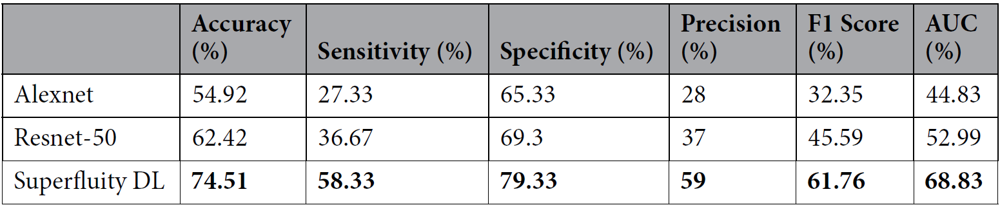 Accuracy (%) Sensitivity (%) Specificity (%) Precision (%) F1 Score (%) AUC (%)
Alexnet 54.92 27.33 65.33 28 32.35 44.83
Resnet-50 62.42 36.67 69.3 37 45.59 52.99
Superfluity DL 74.51 58.33 79.33 59 61.76 68.83